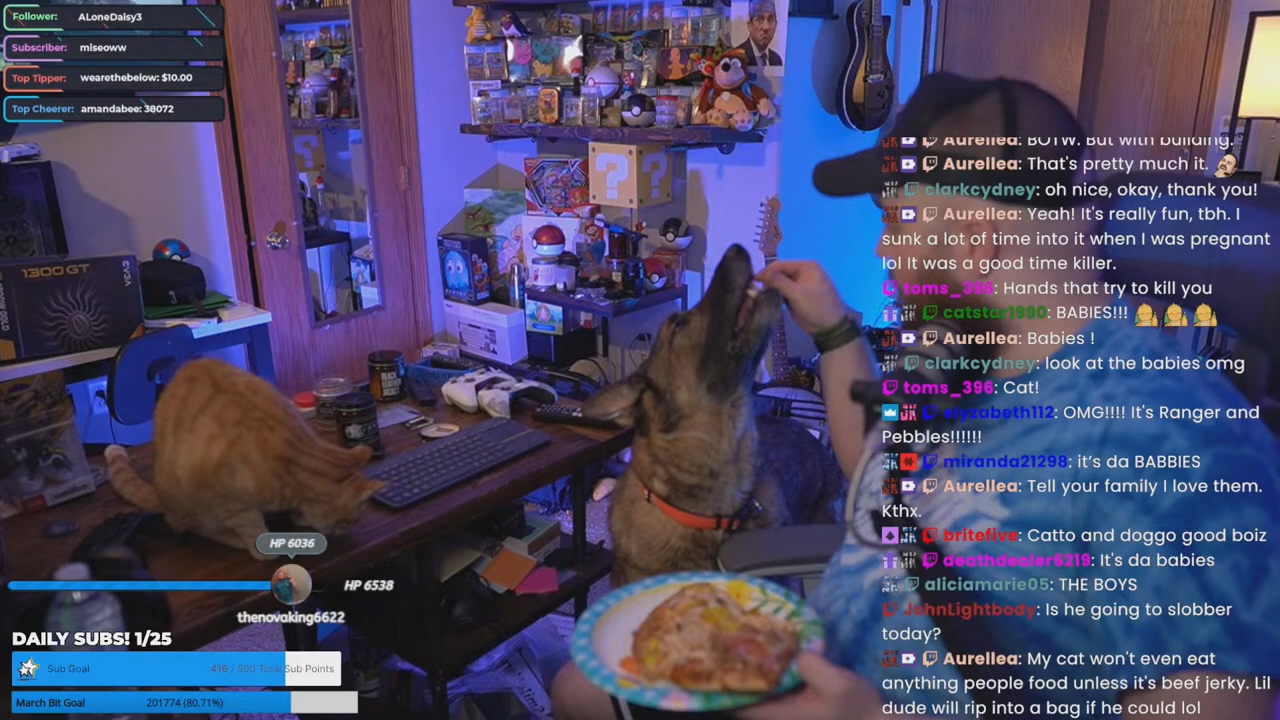 Follower: ALoneDaisy3
Subscriber: miseoww
Top Tipper: wearethebelow: $10.00
Top Cheerer: amandabee: 38072
1300 GT
EVGA
BLACK
LEATHER
JACKET
?
?
Aurellea: BOTW. But with building.
Aurellea: That's pretty much it.
clarkcydney: oh nice, okay, thank you!
Aurellea: Yeah! It's really fun, tbh. I
sunk a lot of time into it when I was pregnant
lol It was a good time killer.
toms_396: Hands that try to kill you
catstar1990: BABIES!!!
Aurellea: Babies !
clarkcydney: look at the babies omg
toms_396: Cat!
elyzabeth112: OMG!!!! It's Ranger and
Pebbles!!!!!!
miranda21298: it's da BABBIES
Aurellea: Tell your family I love them.
Kthx.
britefive: Catto and doggo good boiz
deathdealer6219: It's da babies
aliciamarie05: THE BOYS
JohnLightbody: Is he going to slobber
today?
Aurellea: My cat won't even eat
anything people food unless it's beef jerky. Lil
dude will rip into a bag if he could lol
HP 6036
HP 6538
thenovaking6622
DAILY SUBS! 1/25
Sub Goal 416 / 500 Total Sub Points
March Bit Goal 201774 (80.71%)